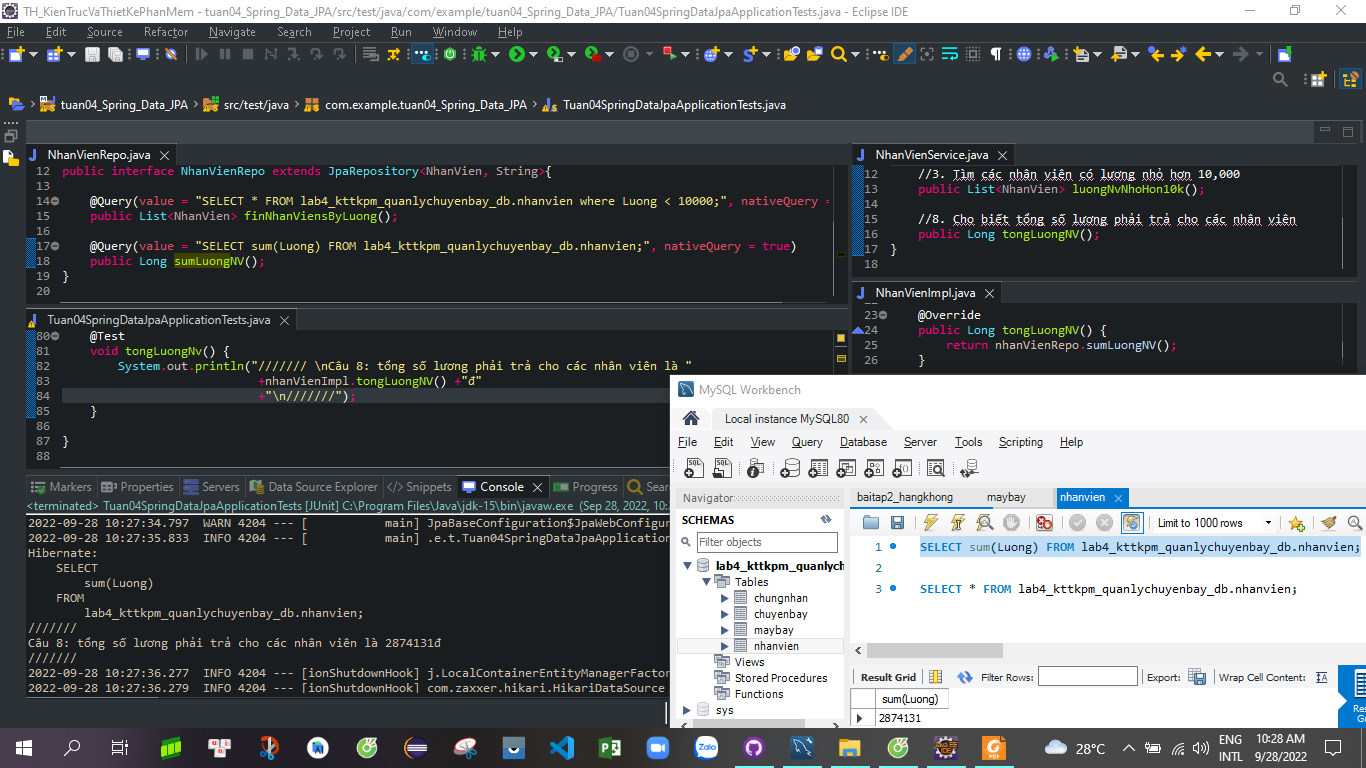 TH_KienTrucVaThietKePhanMem - tuan04_Spring_Data_JPA/src/test/java/com/example/tuan04_Spring_Data_JPA/Tuan04SpringDataJpaApplicationTests.java - Eclipse IDE
File Edit Source Refactor Navigate Search Project Run Window Help
tuan04_Spring_Data_JPA src/test/java com.example.tuan04_Spring_Data_JPA Tuan04SpringDataJpaApplicationTests.java
NhanVienRepo.java
12 public interface NhanVienRepo extends JpaRepository<NhanVien, String>{
13
14 @Query(value = "SELECT * FROM lab4_kttkpm_quanlychuyenbay_db.nhanvien where Luong < 10000;", nativeQuery =
15 public List<NhanVien> finNhanViensByLuong();
16
17 @Query(value = "SELECT sum(Luong) FROM lab4_kttkpm_quanlychuyenbay_db.nhanvien;", nativeQuery = true)
18 public Long sumLuongNV();
19 }
20
NhanVienService.java
12 //3. Tìm các nhân viên có lương nhỏ hơn 10,000
13 public List<NhanVien> luongNvNhoHon10k();
14
15 //8. Cho biết tổng số lương phải trả cho các nhân viên
16 public Long tongLuongNV();
17 }
18
NhanVienImpl.java
23 @Override
24 public Long tongLuongNV() {
25 return nhanVienRepo.sumLuongNV();
26 }
Tuan04SpringDataJpaApplicationTests.java
80 @Test
81 void tongLuongNv() {
82 System.out.println("/////// \nCâu 8: tổng số lương phải trả cho các nhân viên là "
83 +nhanVienImpl.tongLuongNV() +"đ"
84 +"\n///////");
85 }
86
87 }
88
Markers Properties Servers Data Source Explorer Snippets Console Progress Sear
<terminated> Tuan04SpringDataJpaApplicationTests [JUnit] C:\Program Files\Java\jdk-15\bin\javaw.exe (Sep 28, 2022, 10:
2022-09-28 10:27:34.797 WARN 4204 --- [ main] JpaBaseConfiguration$JpaWebConfigur
2022-09-28 10:27:35.833 INFO 4204 --- [ main] .e.t.Tuan04SpringDataJpaApplication
Hibernate:
SELECT
sum(Luong)
FROM
lab4_kttkpm_quanlychuyenbay_db.nhanvien;
///////
Câu 8: tổng số lương phải trả cho các nhân viên là 2874131đ
///////
2022-09-28 10:27:36.277 INFO 4204 --- [ionShutdownHook] j.LocalContainerEntityManagerFactor
2022-09-28 10:27:36.279 INFO 4204 --- [ionShutdownHook] com.zaxxer.hikari.HikariDataSource
MySQL Workbench
Local instance MySQL80
File Edit View Query Database Server Tools Scripting Help
Navigator
SCHEMAS
Filter objects
lab4_kttkpm_quanlych
Tables
chungnhan
chuyenbay
maybay
nhanvien
Views
Stored Procedures
Functions
sys
baitap2_hangkhong maybay nhanvien
Limit to 1000 rows
1 SELECT sum(Luong) FROM lab4_kttkpm_quanlychuyenbay_db.nhanvien;
2
3 SELECT * FROM lab4_kttkpm_quanlychuyenbay_db.nhanvien;
Result Grid Filter Rows: Export: Wrap Cell Content:
sum(Luong)
2874131
28°C ENG INTL 10:28 AM 9/28/2022